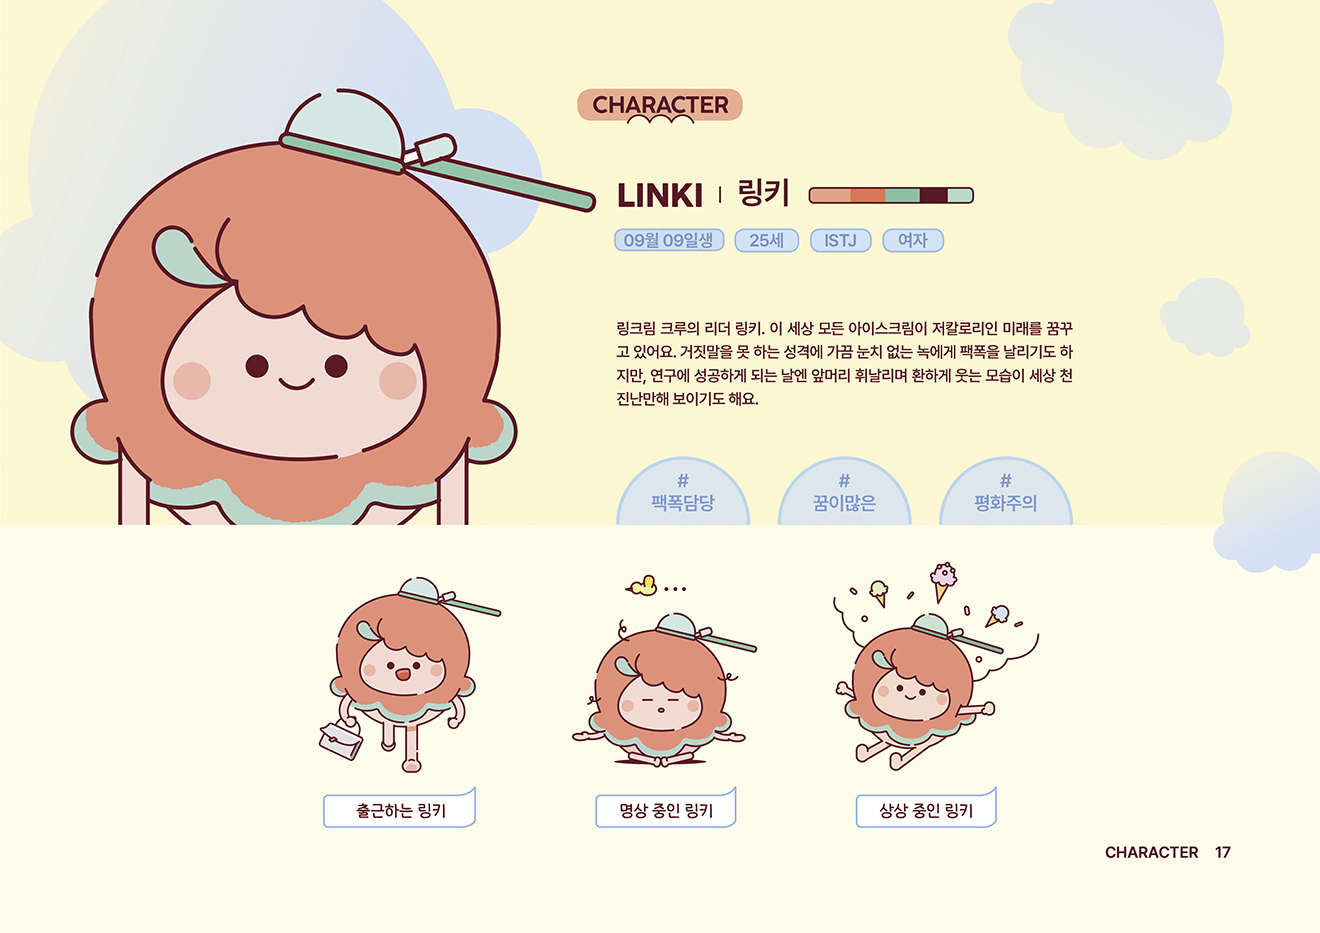 CHARACTER
LINKI | 링키
09월 09일생 25세 ISTJ 여자
링크림 크루의 리더 링키. 이 세상 모든 아이스크림이 저칼로리인 미래를 꿈꾸
고 있어요. 거짓말을 못 하는 성격에 가끔 눈치 없는 녹에게 팩폭을 날리기도 하
지만, 연구에 성공하게 되는 날엔 앞머리 휘날리며 환하게 웃는 모습이 세상 천
진난만해 보이기도 해요.
# # #
팩폭담당 꿈이많은 평화주의
출근하는 링키 명상 중인 링키 상상 중인 링키
CHARACTER 17